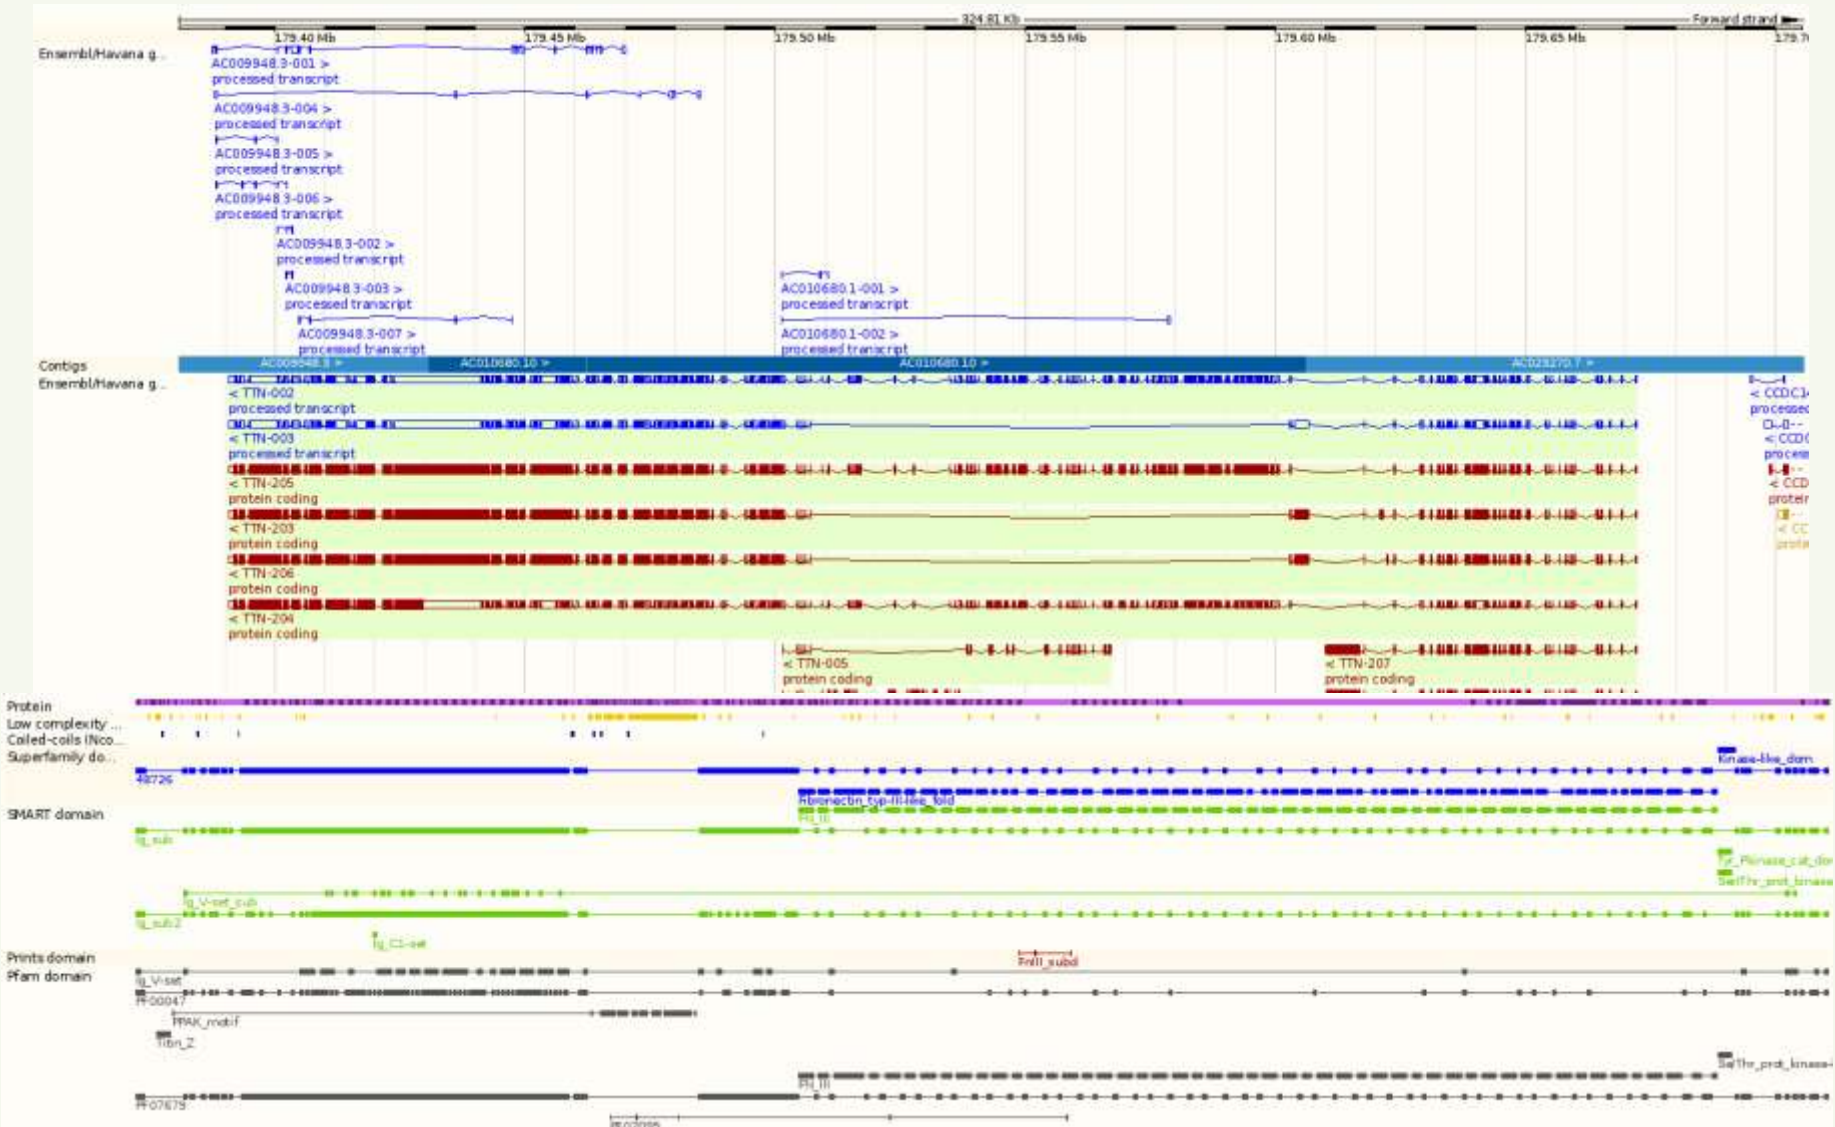 324.81 Kb
Forward strand
179.40 Mb 179.45 Mb 179.50 Mb 179.55 Mb 179.60 Mb 179.65 Mb
Ensembl/Havana g...
AC009948.3-001 >
processed transcript
AC009948.3-004 >
processed transcript
AC009948.3-005 >
processed transcript
AC009948.3-006 >
processed transcript
AC009948.3-002 >
processed transcript
AC009948.3-003 > AC010680.1-001 >
processed transcript processed transcript
AC009948.3-007 > AC010680.1-002 >
processed transcript processed transcript
Contigs AC010680.10 > AC010680.10 >
Ensembl/Havana g...
< TTN-002
processed transcript
< TTN-003 < CCDC
processed transcript
< TTN-205 < CCD
protein coding
< TTN-203 < CC
protein coding
< TTN-206
protein coding
< TTN-204
protein coding
< TTN-005 < TTN-207
protein coding protein coding
Protein
Low complexity ...
Coiled-coils (Nco...
Superfamily do... Kinase-like_dom
48726
Fibronectin_typ-III-like_fold
SMART domain FN_III
Ig_sub
Ig_V-set_sub
Ig_sub2
Ig_C1-set
Prints domain FnIII_subd
Pfam domain
Ig_V-set
PF00047
PPAK_motif
Titin_Z
FN_III
PF07679